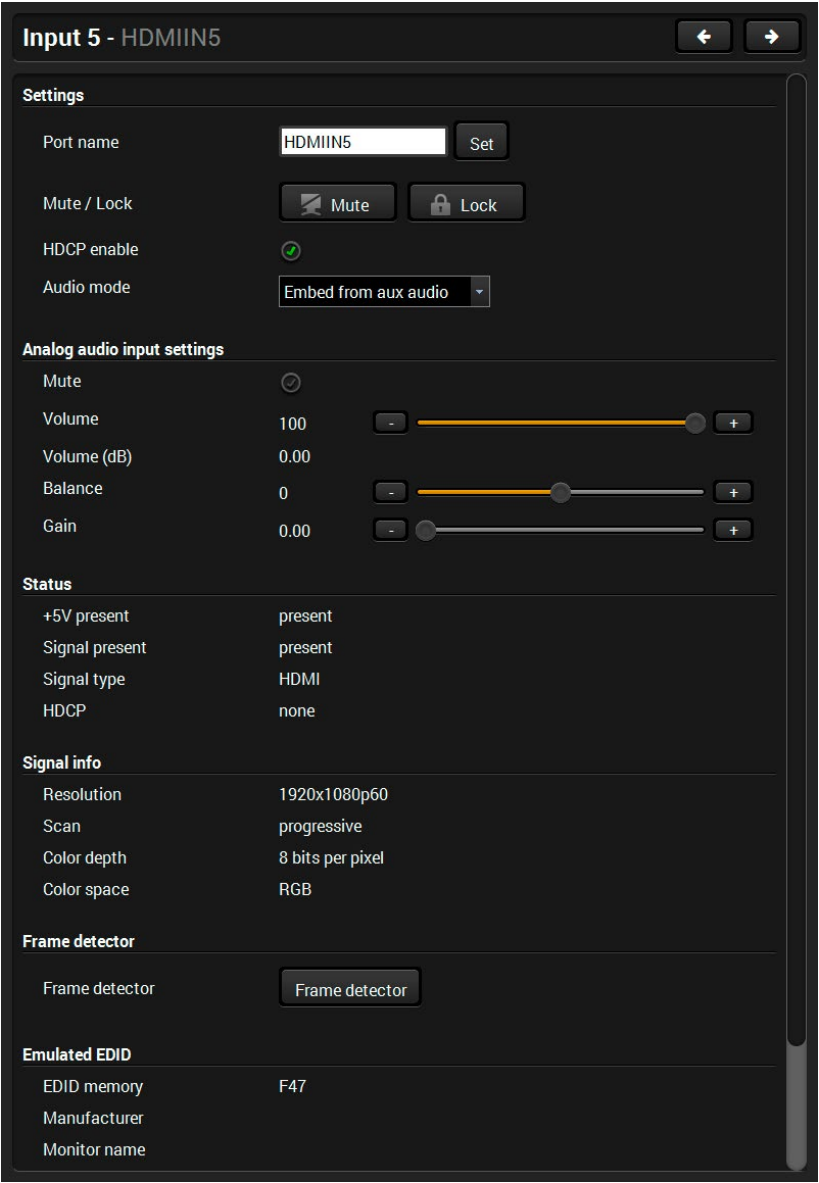 Input 5 - HDMIIN5
Settings
Port name HDMIIN5 Set
Mute / Lock Mute Lock
HDCP enable
Audio mode Embed from aux audio
Analog audio input settings
Mute
Volume 100 - +
Volume (dB) 0.00
Balance 0 - +
Gain 0.00 - +
Status
+5V present present
Signal present present
Signal type HDMI
HDCP none
Signal info
Resolution 1920x1080p60
Scan progressive
Color depth 8 bits per pixel
Color space RGB
Frame detector
Frame detector Frame detector
Emulated EDID
EDID memory F47
Manufacturer
Monitor name